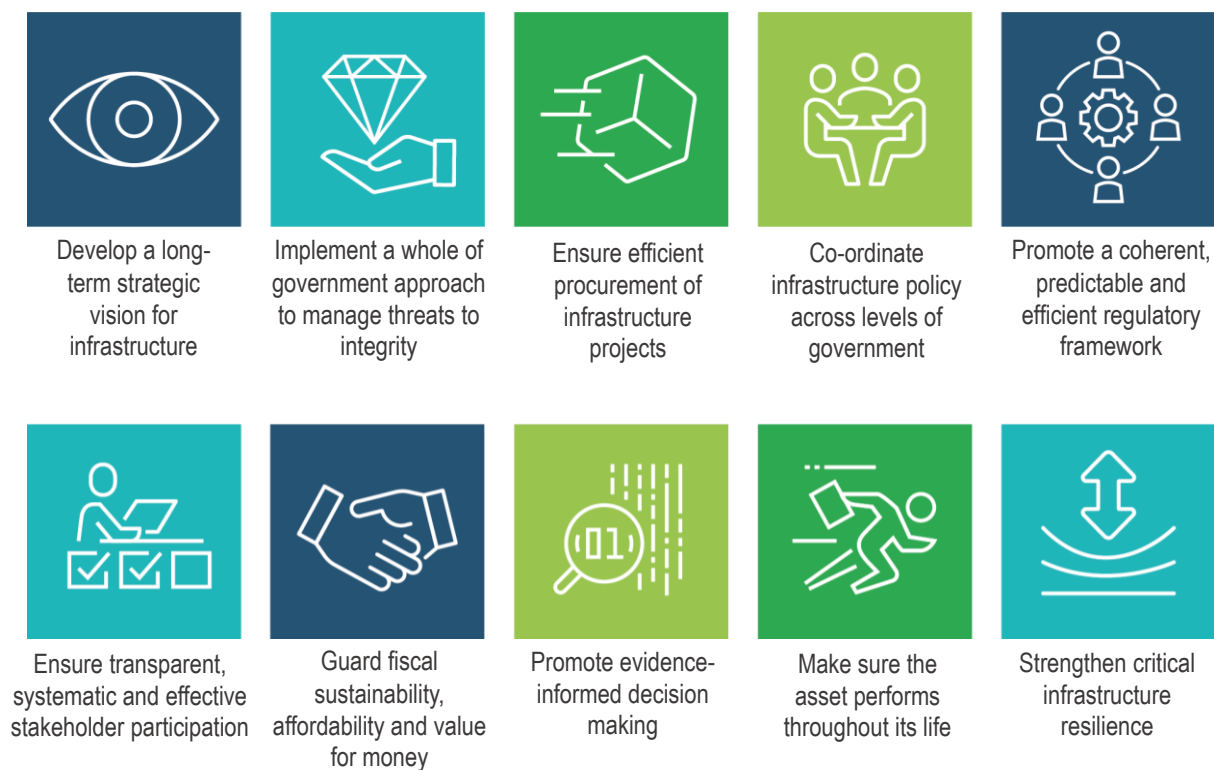 Develop a long-
term strategic
vision for
infrastructure
Implement a whole of
government approach
to manage threats to
integrity
Ensure efficient
procurement of
infrastructure
projects
Co-ordinate
infrastructure policy
across levels of
government
Promote a coherent,
predictable and
efficient regulatory
framework
01
Ensure transparent,
systematic and effective
stakeholder participation
Guard fiscal
sustainability,
affordability and value
for money
Promote evidence-
informed decision
making
Make sure the
asset performs
throughout its life
Strengthen critical
infrastructure
resilience